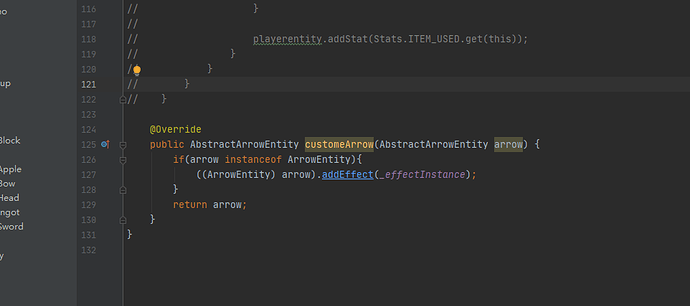 no
up
Block
Apple
Bow
Head
ngot
Sword
y
116 // }
117 //
118 // playerentity.addStat(Stats.ITEM_USED.get(this));
119 // }
120 / }
121 // }
122 // }
123
124 @Override
125 public AbstractArrowEntity customeArrow(AbstractArrowEntity arrow) {
126 if(arrow instanceof ArrowEntity){
127 ((ArrowEntity) arrow).addEffect(_effectInstance);
128 }
129 return arrow;
130 }
131 }
132